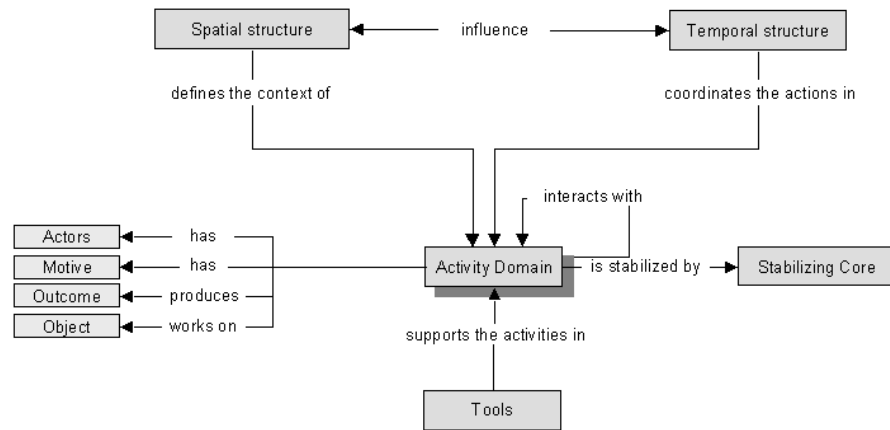 Spatial structure
influence
Temporal structure
defines the context of
coordinates the actions in
interacts with
Actors
has
Motive
has
Activity Domain
is stabilized by
Stabilizing Core
Outcome
produces
Object
works on
supports the activities in
Tools